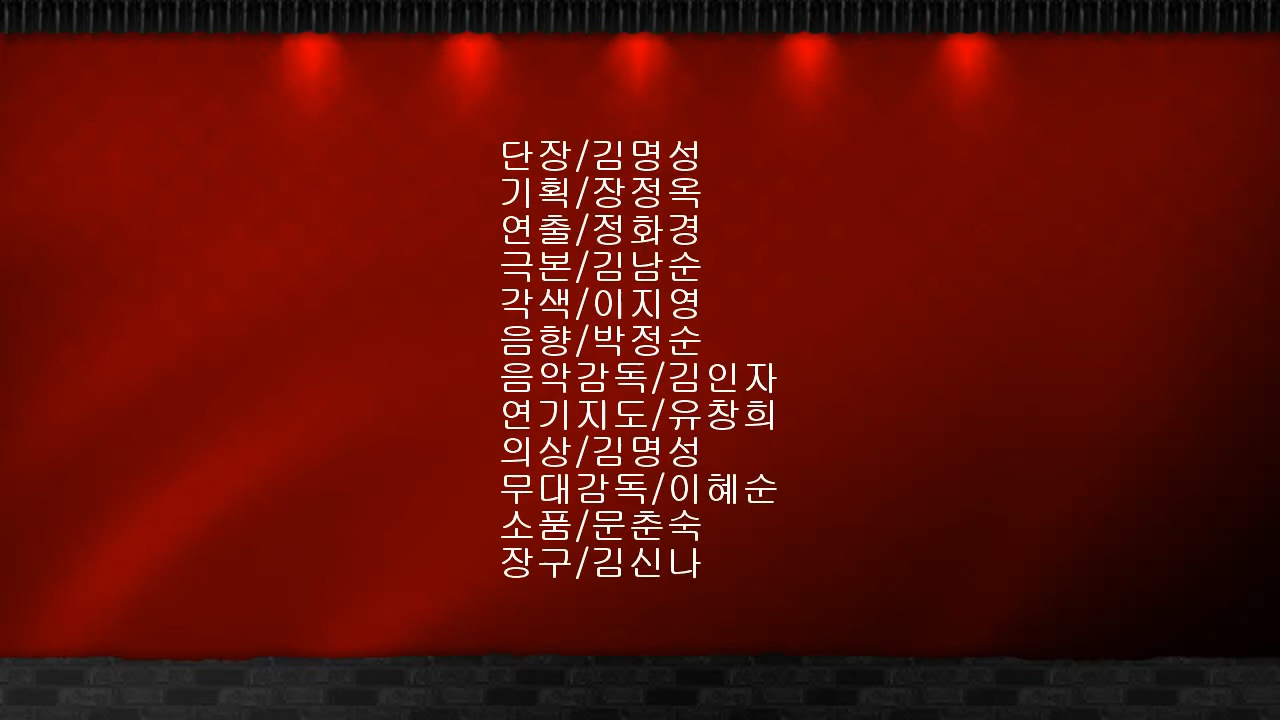 단장/김명성
기획/장정옥
연출/정화경
극본/김남순
각색/이지영
음향/박정순
음악감독/김인자
연기지도/유창희
의상/김명성
무대감독/이혜순
소품/문춘숙
장구/김신나